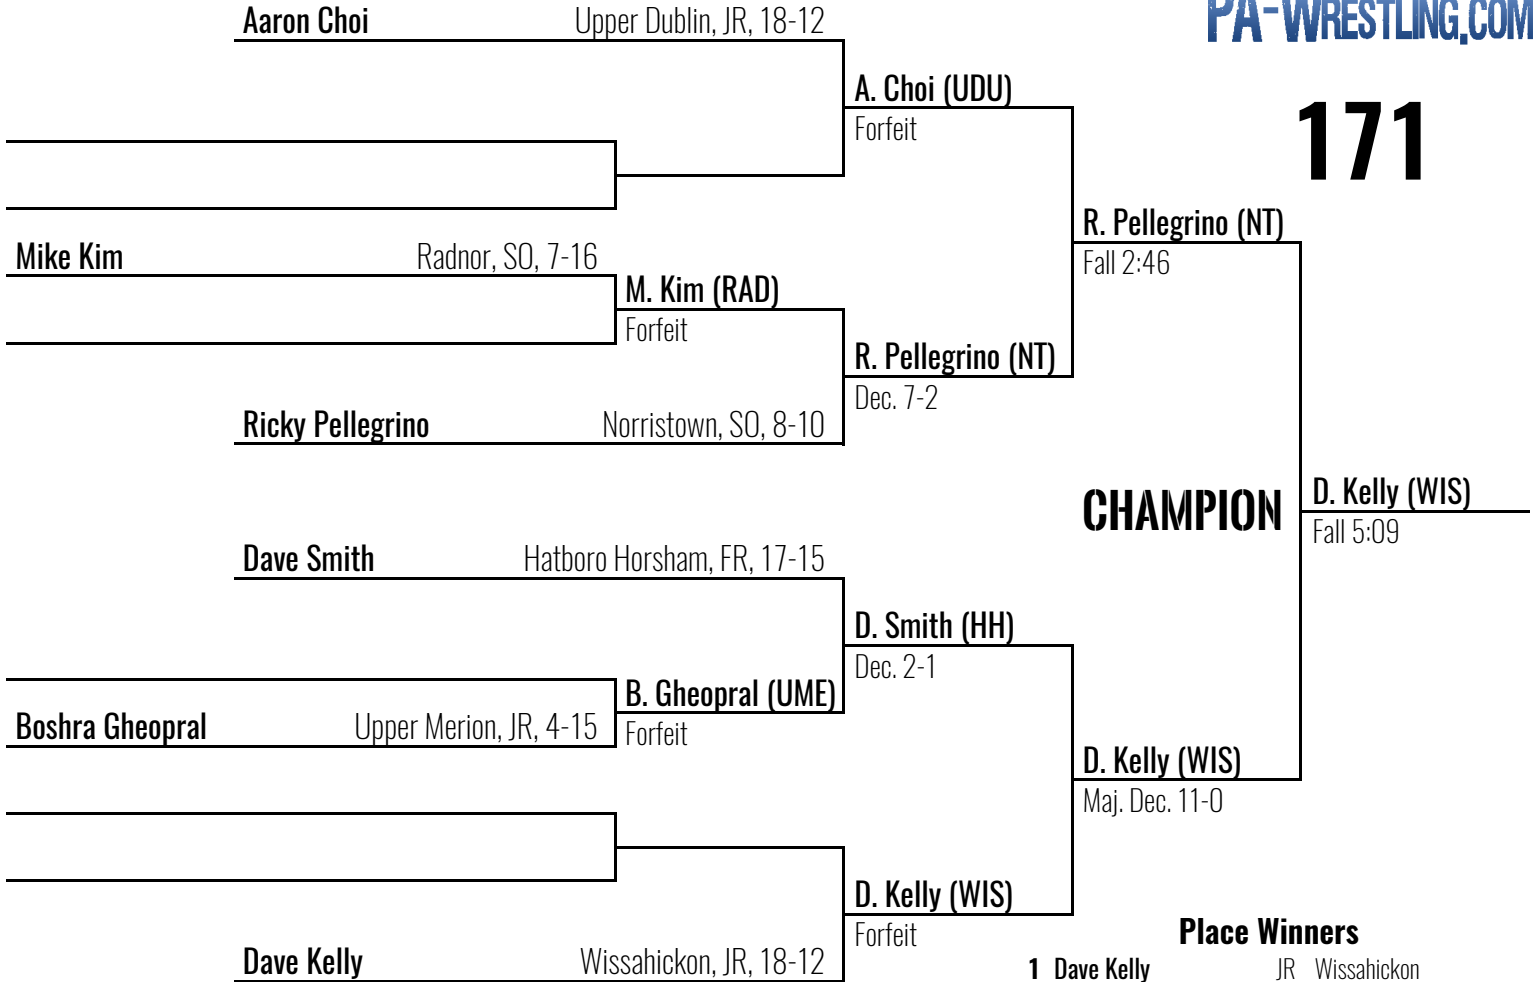 PA-WRESTLING.COM
171
Aaron Choi Upper Dublin, JR, 18-12
A. Choi (UDU)
Forfeit
R. Pellegrino (NT)
Fall 2:46
Mike Kim Radnor, SO, 7-16
M. Kim (RAD)
Forfeit
R. Pellegrino (NT)
Dec. 7-2
Ricky Pellegrino Norristown, SO, 8-10
CHAMPION
D. Kelly (WIS)
Fall 5:09
Dave Smith Hatboro Horsham, FR, 17-15
D. Smith (HH)
Dec. 2-1
B. Gheopral (UME)
Forfeit
Boshra Gheopral Upper Merion, JR, 4-15
D. Kelly (WIS)
Maj. Dec. 11-0
D. Kelly (WIS)
Forfeit
Dave Kelly Wissahickon, JR, 18-12
Place Winners
1 Dave Kelly JR Wissahickon